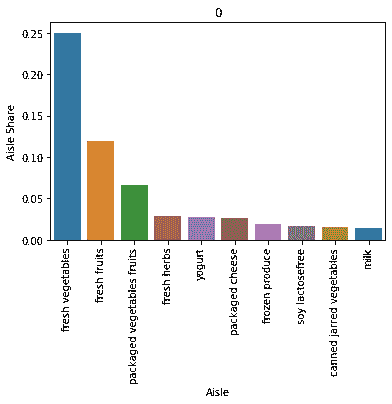 0
0.25
0.20
0.15
0.10
0.05
0.00
Aisle Share
fresh vegetables
fresh fruits
packaged vegetables fruits
fresh herbs
yogurt
packaged cheese
frozen produce
soy lactosefree
canned jarred vegetables
milk
Aisle